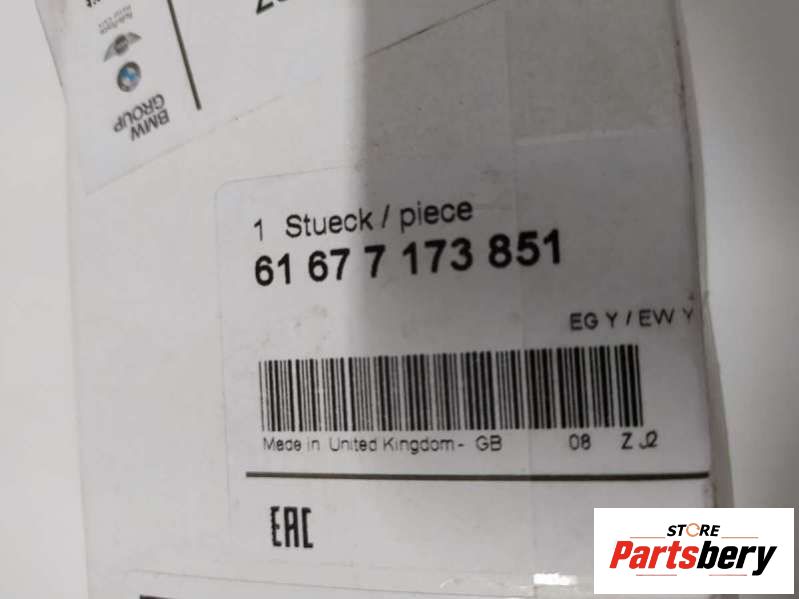 BMW
GROUP
1 Stueck / piece
61 67 7 173 851
EG Y / EW Y
Made in United Kingdom - GB 08 Z J2
EAC
STORE
Partsbery